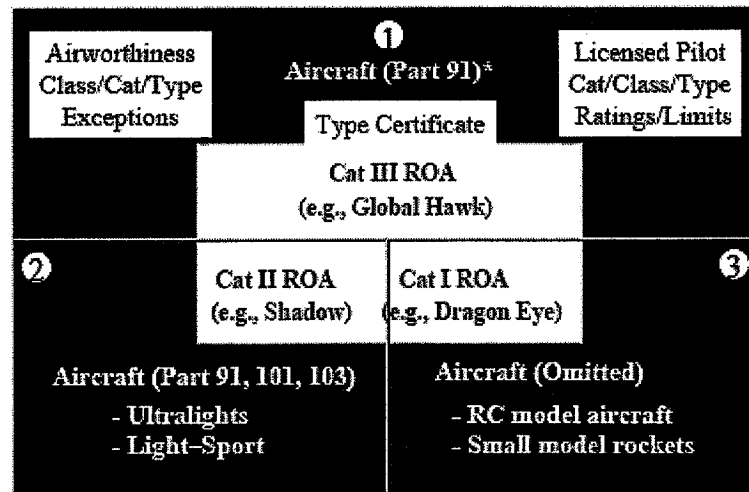 1
Airworthiness
Class/Cat/Type
Exceptions
Aircraft (Part 91)*
Licensed Pilot
Cat/Class/Type
Ratings/Limits
Type Certificate
Cat III ROA
(e.g., Global Hawk)
2
Cat II ROA
(e.g., Shadow)
Cat I ROA
(e.g., Dragon Eye)
3
Aircraft (Part 91, 101, 103)
- Ultralights
- Light-Sport
Aircraft (Omitted)
- RC model aircraft
- Small model rockets